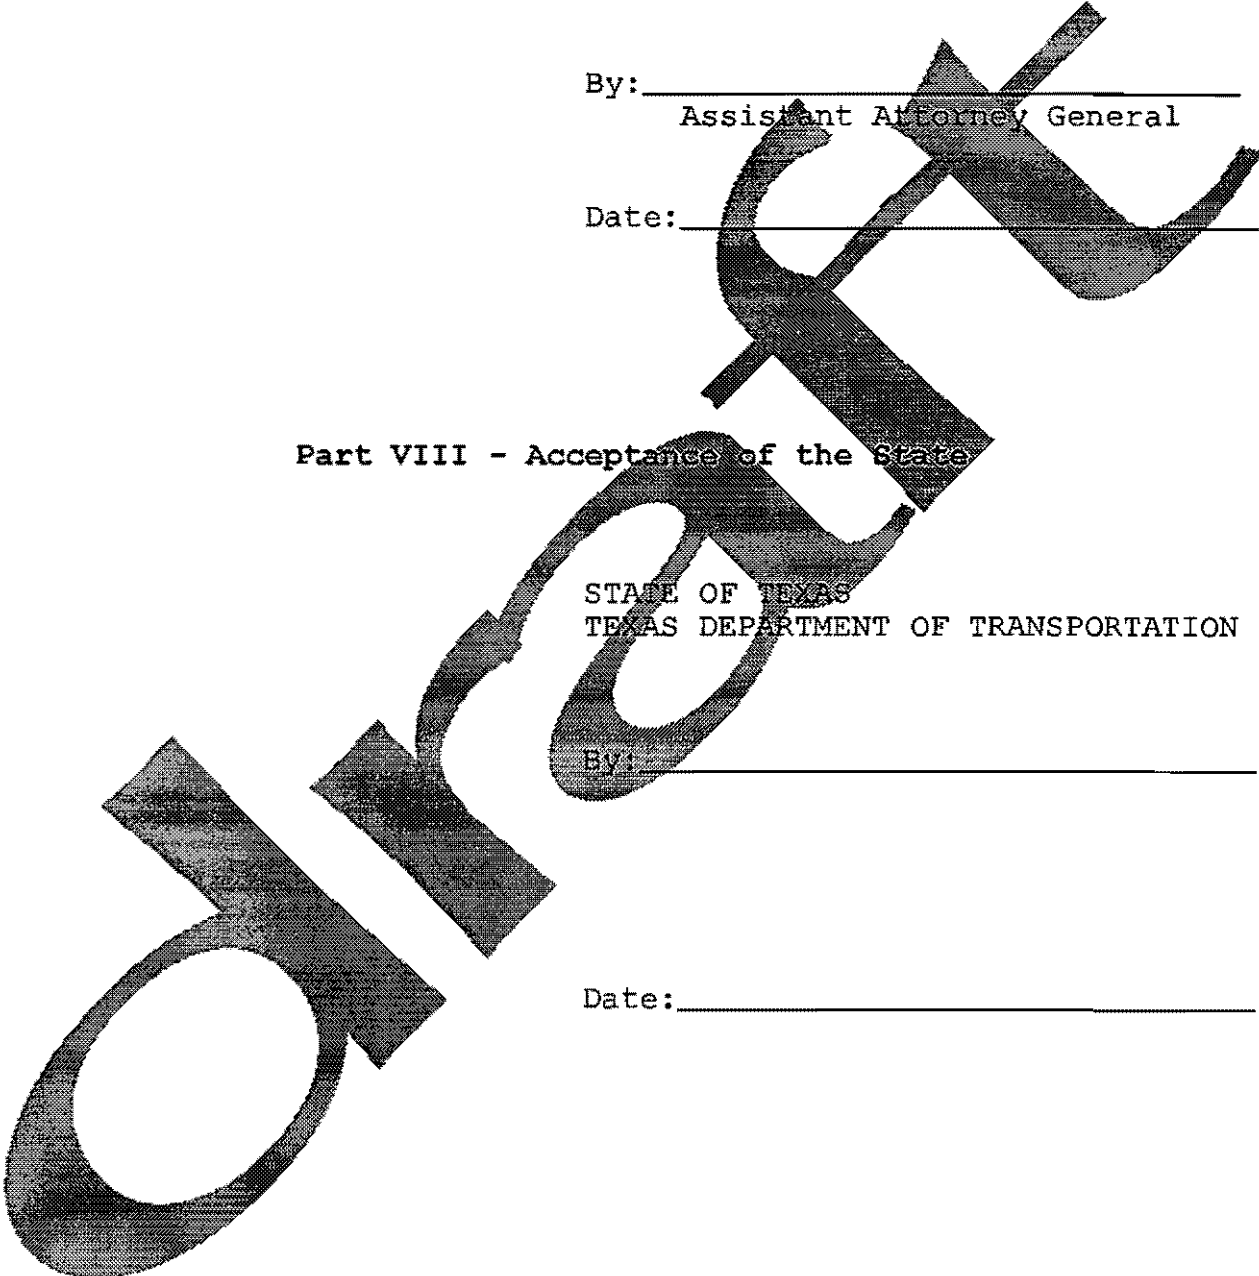 By:
Assistant Attorney General
Date:
Part VIII - Acceptance of the State
STATE OF TEXAS
TEXAS DEPARTMENT OF TRANSPORTATION
By:
Date:
draft